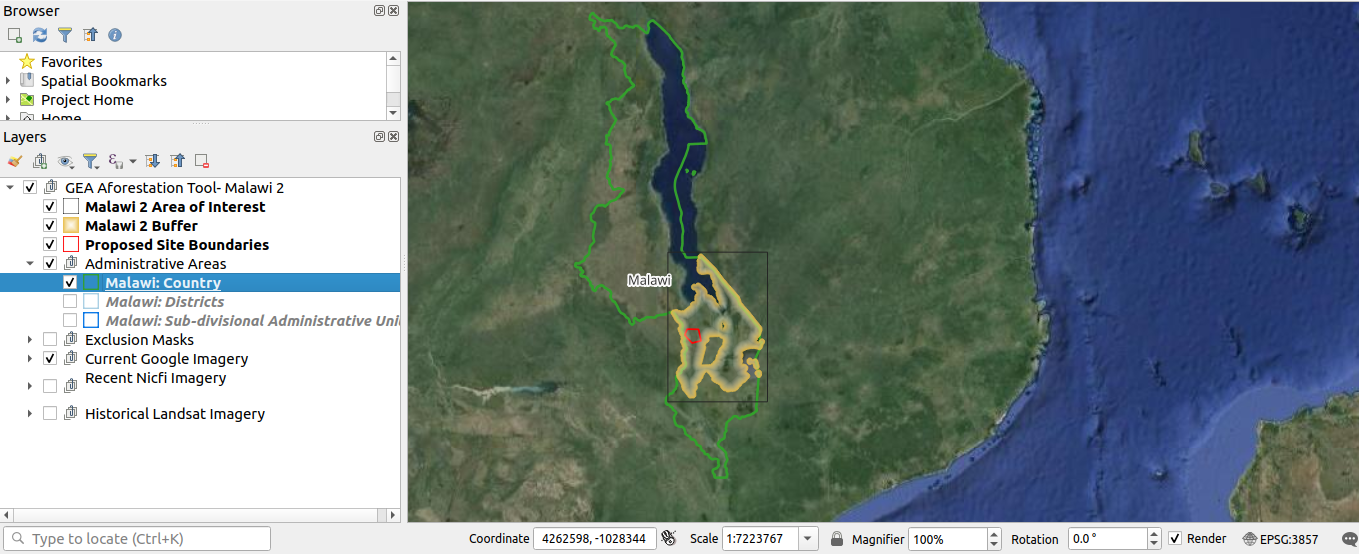 Browser
Favorites
Spatial Bookmarks
Project Home
Home
Layers
GEA Aforestation Tool- Malawi 2
Malawi 2 Area of Interest
Malawi 2 Buffer
Proposed Site Boundaries
Administrative Areas
Malawi: Country
Malawi: Districts
Malawi: Sub-divisional Administrative Uni
Exclusion Masks
Current Google Imagery
Recent Nicfi Imagery
Historical Landsat Imagery
Malawi
Type to locate (Ctrl+K) Coordinate 4262598, -1028344 Scale 1:7223767 Magnifier 100% Rotation 0.0 ° Render EPSG:3857